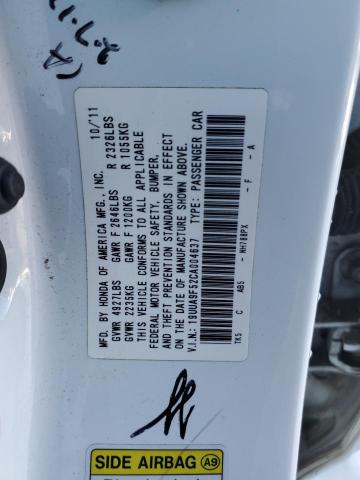 MFD. BY HONDA OF AMERICA MFG., INC. 10/'11
GVWR 4927LBS GAWR F 2646LBS R 2326LBS
GVWR 2235KG GAWR F 1200KG R 1055KG
THIS VEHICLE CONFORMS TO ALL APPLICABLE
FEDERAL MOTOR VEHICLE SAFETY, BUMPER,
AND THEFT PREVENTION STANDARDS IN EFFECT
ON THE DATE OF MANUFACTURE SHOWN ABOVE.
V.I.N.: 19UUA9F52CA004637 TYPE: PASSENGER CAR
TK5 C AB5 - NH788PX - F - A
SIDE AIRBAG A9